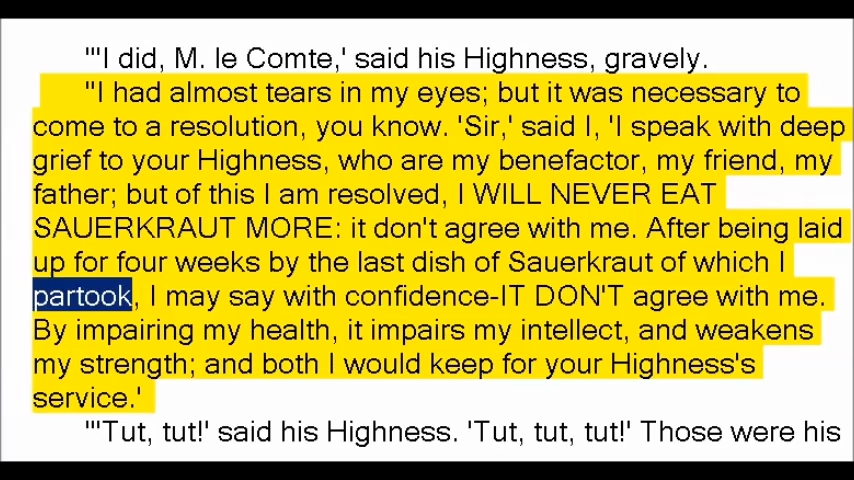 "'I did, M. le Comte,' said his Highness, gravely.
"I had almost tears in my eyes; but it was necessary to
come to a resolution, you know. 'Sir,' said I, 'I speak with deep
grief to your Highness, who are my benefactor, my friend, my
father; but of this I am resolved, I WILL NEVER EAT
SAUERKRAUT MORE: it don't agree with me. After being laid
up for four weeks by the last dish of Sauerkraut of which I
partook, I may say with confidence-IT DON'T agree with me.
By impairing my health, it impairs my intellect, and weakens
my strength; and both I would keep for your Highness's
service.'
"'Tut, tut!' said his Highness. 'Tut, tut, tut!' Those were his